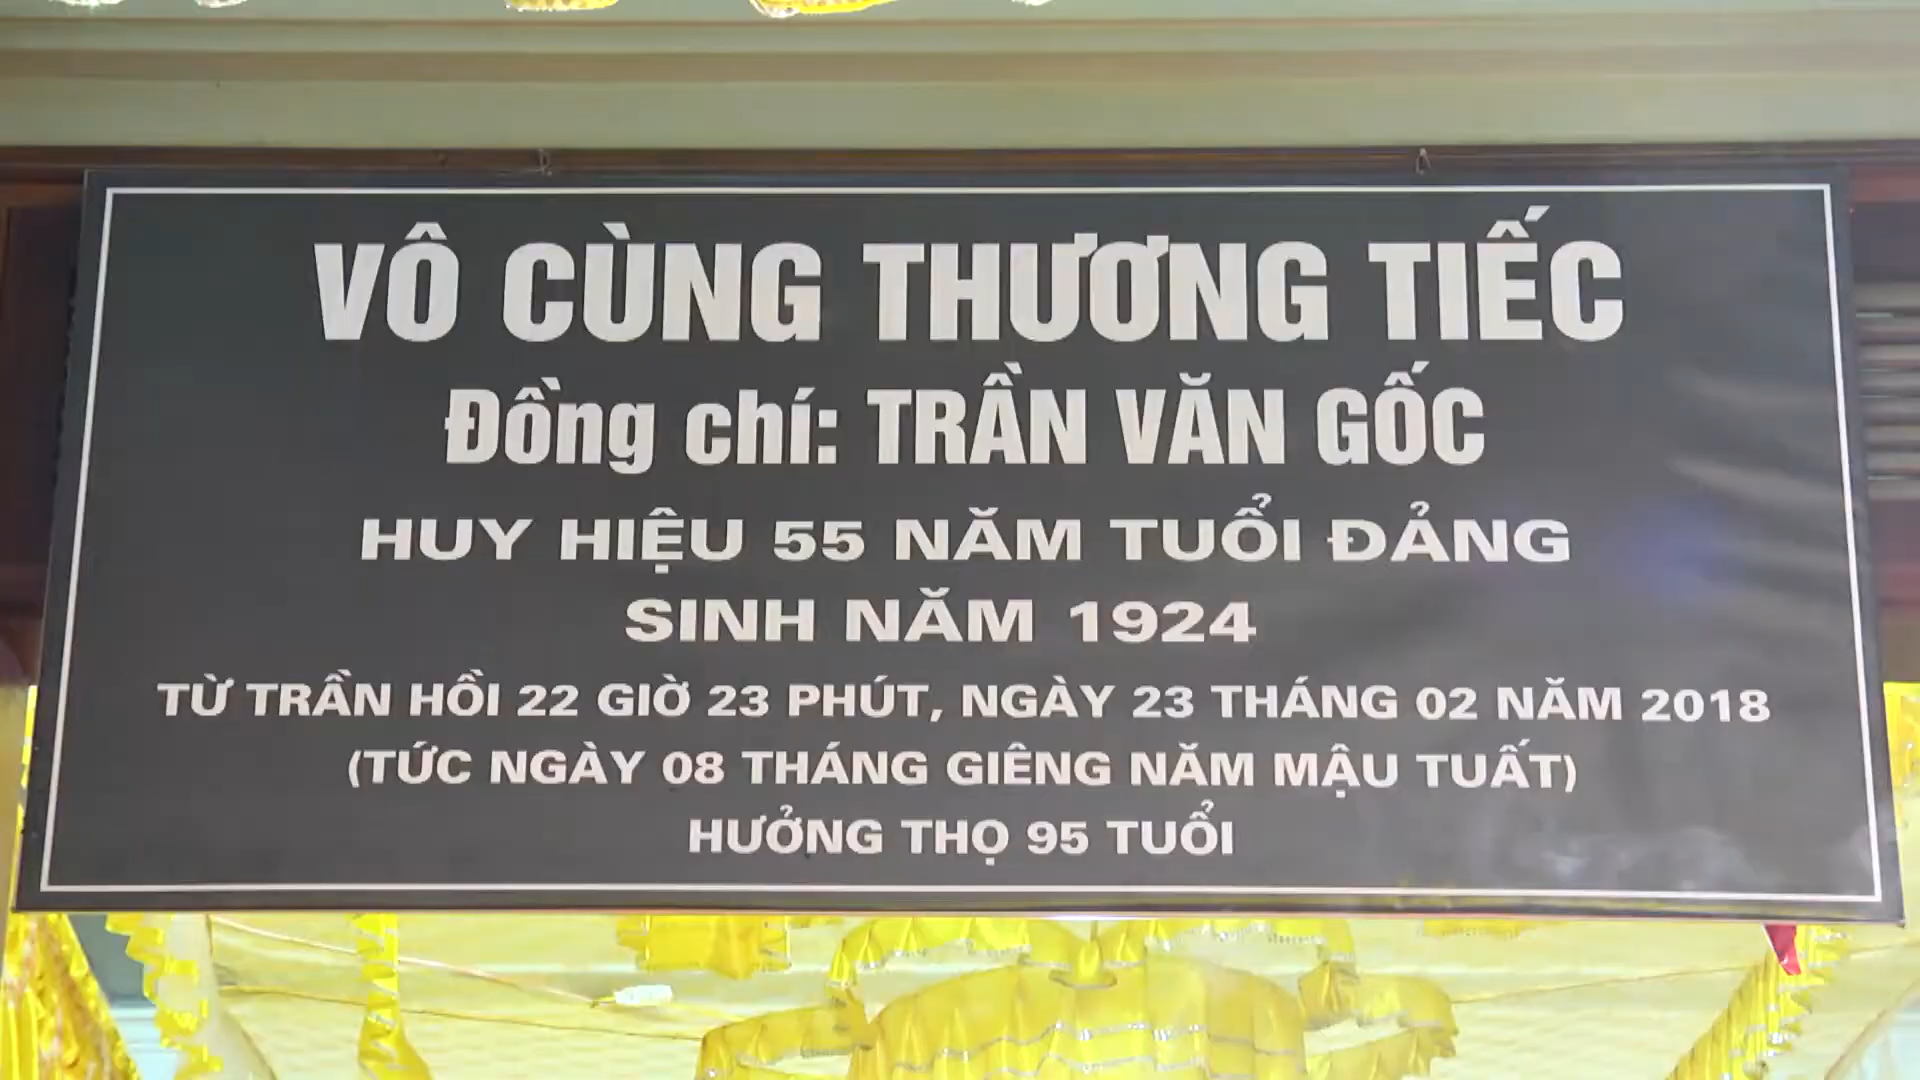 VÔ CÙNG THƯƠNG TIẾC
Đồng chí: TRẦN VĂN GỐC
HUY HIỆU 55 NĂM TUỔI ĐẢNG
SINH NĂM 1924
TỪ TRẦN HỒI 22 GIỜ 23 PHÚT, NGÀY 23 THÁNG 02 NĂM 2018
(TỨC NGÀY 08 THÁNG GIÊNG NĂM MẬU TUẤT)
HƯỞNG THỌ 95 TUỔI